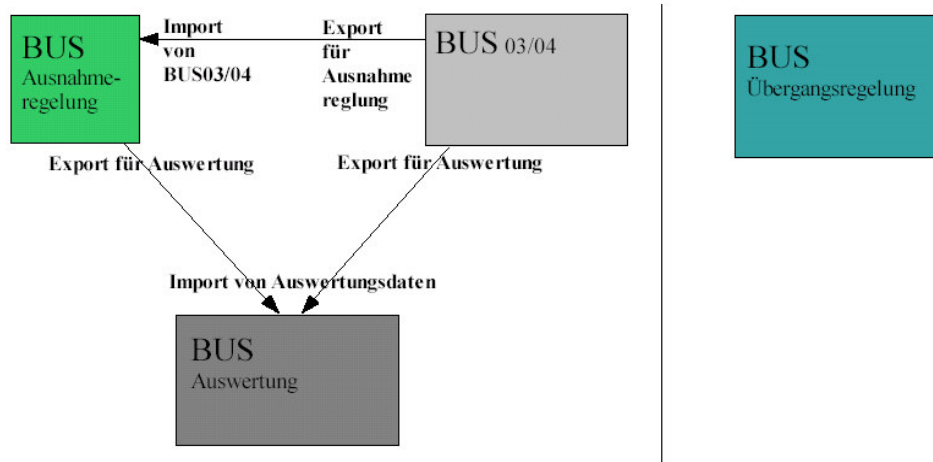 BUS
Ausnahme-
regelung
Import
von
BUS03/04
Export
für
Ausnahme
reglung
BUS 03/04
BUS
Übergangsregelung
Export für Auswertung
Export für Auswertung
Import von Auswertungsdaten
BUS
Auswertung